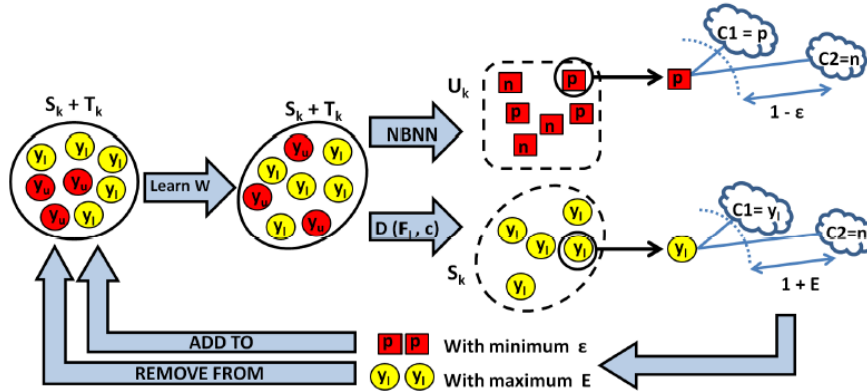 S_k + T_k
y_l
y_l
y_l
y_l
y_u
y_u
y_l
y_l
y_u
y_l
Learn W
S_k + T_k
y_u
y_l
y_l
y_l
y_l
y_u
y_l
y_u
NBNN
D (F_i , c)
U_k
n
p
p
p
n
n
S_k
y_l
y_l
y_l
y_l
y_l
p
C1 = p
C2=n
1 - ε
y_l
C1= y_l
C2=n
1 + E
ADD TO
p p With minimum ε
REMOVE FROM
y_l y_l With maximum E